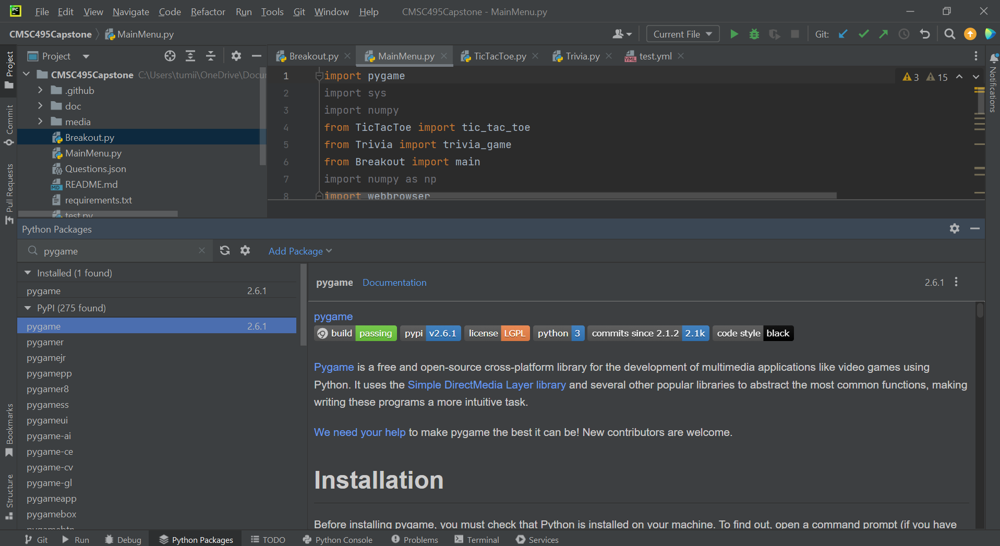 PC File Edit View Navigate Code Refactor Run Tools Git Window Help CMSC495Capstone - MainMenu.py
CMSC495Capstone MainMenu.py Current File Git:
Project
Breakout.py MainMenu.py TicTacToe.py Trivia.py test.yml
CMSC495Capstone C:\Users\tumii\OneDrive\Docu
.github
doc
media
Breakout.py
MainMenu.py
Questions.json
README.md
requirements.txt
test.py
1 import pygame
2 import sys
3 import numpy
4 from TicTacToe import tic_tac_toe
5 from Trivia import trivia_game
6 from Breakout import main
7 import numpy as np
8 import webbrowser
3 15
Project
Commit
Pull Requests
Bookmarks
Structure
Notifications
Python Packages
pygame
Add Package
Installed (1 found)
pygame 2.6.1
PyPI (275 found)
pygame 2.6.1
pygamer
pygamejr
pygamepp
pygamer8
pygamess
pygameui
pygame-ai
pygame-ce
pygame-cv
pygame-gl
pygameapp
pygamebox
pygame Documentation 2.6.1
pygame
build passing pypi v2.6.1 license LGPL python 3 commits since 2.1.2 2.1k code style black
Pygame is a free and open-source cross-platform library for the development of multimedia applications like video games using
Python. It uses the Simple DirectMedia Layer library and several other popular libraries to abstract the most common functions, making
writing these programs a more intuitive task.
We need your help to make pygame the best it can be! New contributors are welcome.
Installation
Before installing pygame, you must check that Python is installed on your machine. To find out, open a command prompt (if you have
Git Run Debug Python Packages TODO Python Console Problems Terminal Services